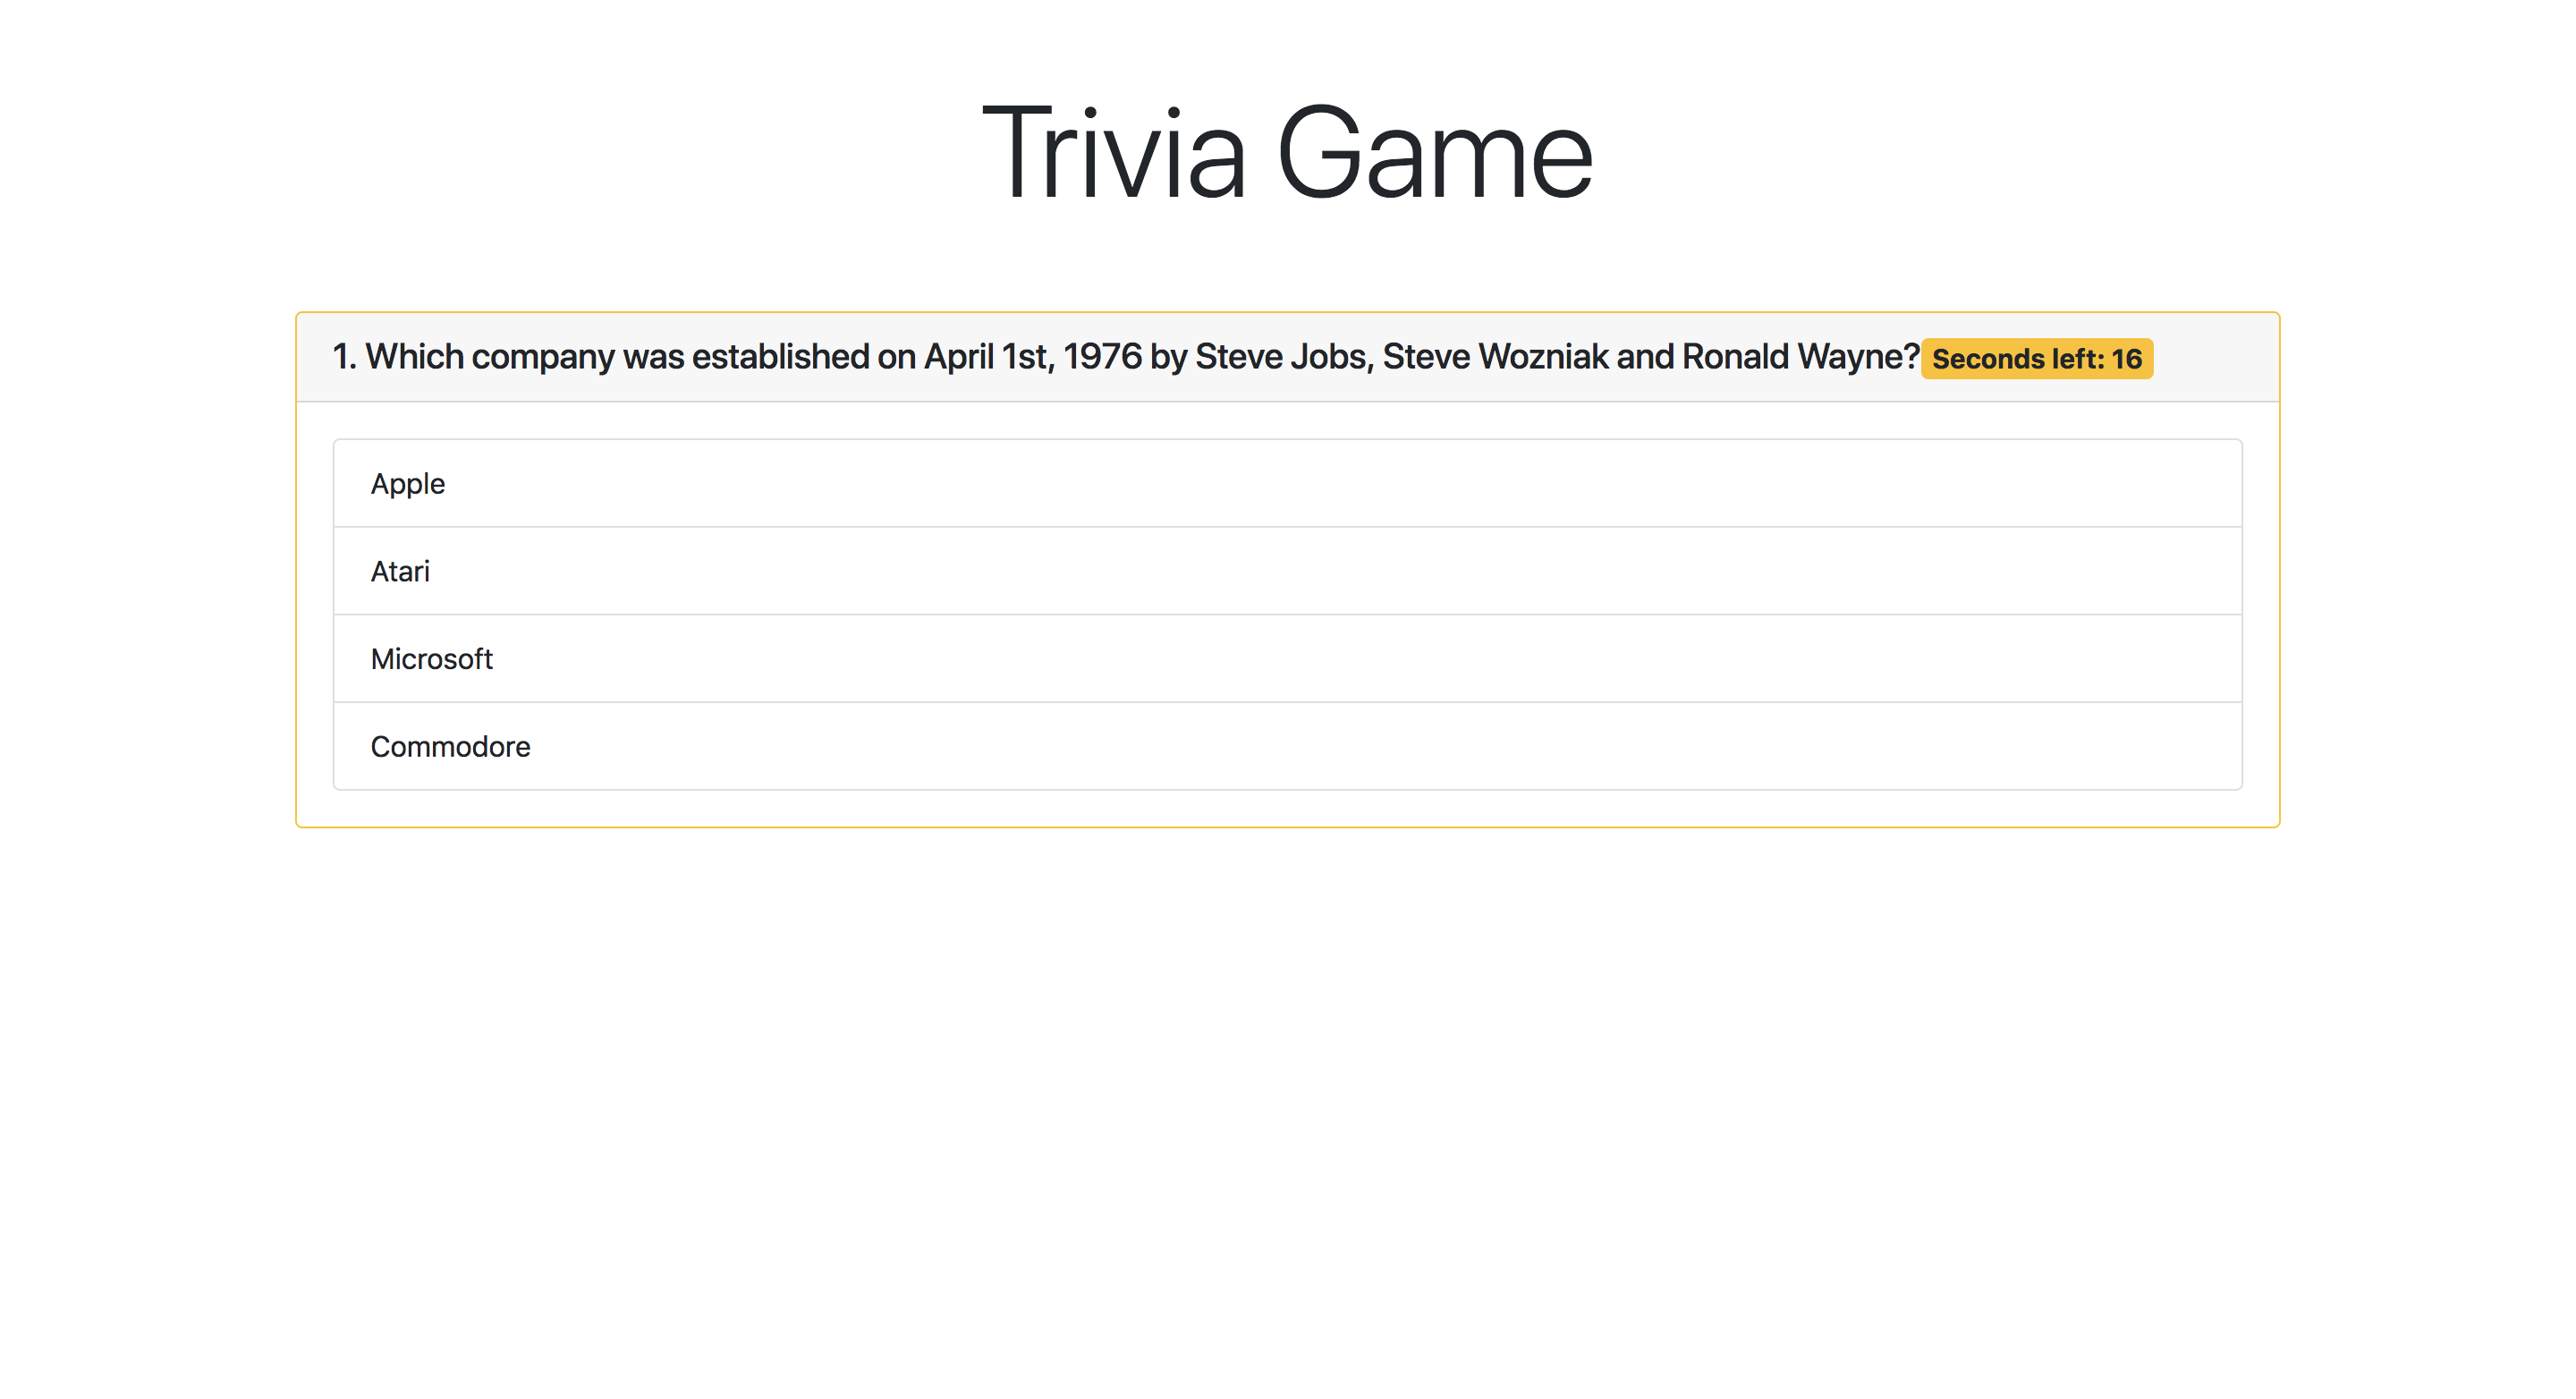 Trivia Game
1. Which company was established on April 1st, 1976 by Steve Jobs, Steve Wozniak and Ronald Wayne? Seconds left: 16
Apple
Atari
Microsoft
Commodore